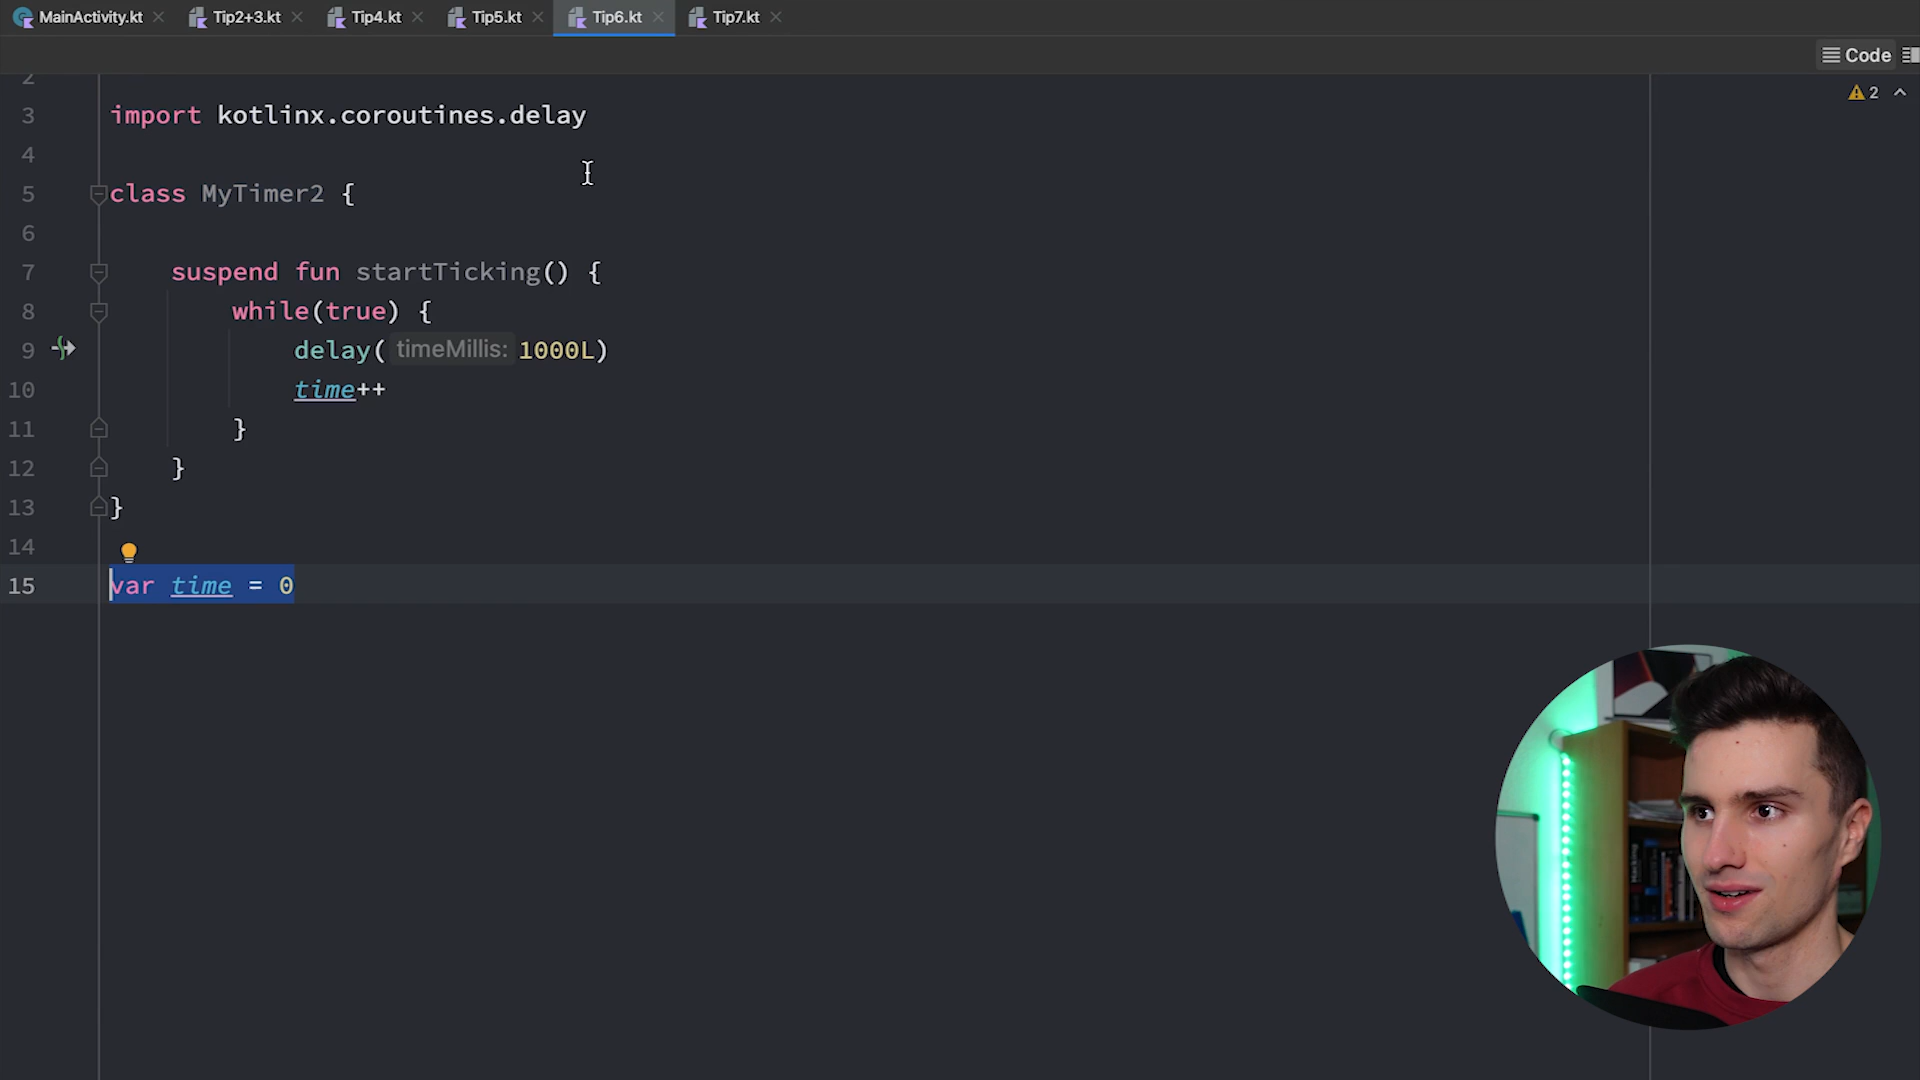 MainActivity.kt Tip2+3.kt Tip4.kt Tip5.kt Tip6.kt Tip7.kt
Code
2
2
3 import kotlinx.coroutines.delay
4
5 class MyTimer2 {
6
7 suspend fun startTicking() {
8 while(true) {
9 delay( timeMillis: 1000L)
10 time++
11 }
12 }
13 }
14
15 var time = 0